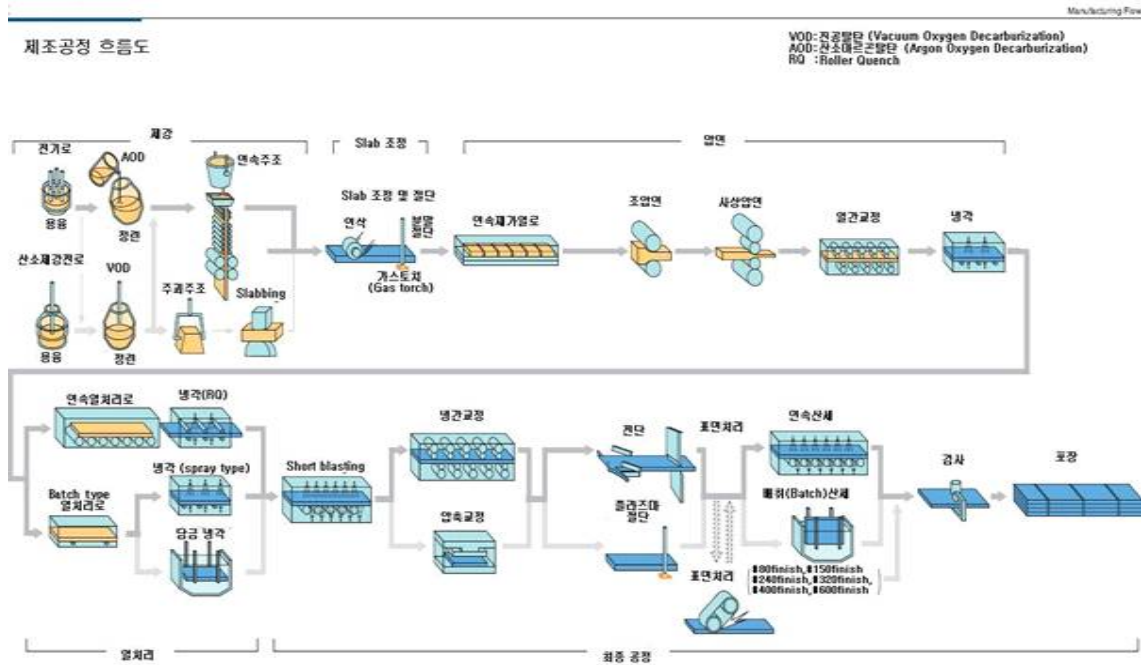 Manufacturing Flow
제조공정 흐름도
VOD:진공탈탄 (Vacuum Oxygen Decarburization)
AOD:산소아르곤탈탄 (Argon Oxygen Decarburization)
RQ :Roller Quench
제강
Slab 조정
압연
전기로
AOD
연속주조
용융
정련
Slab 조정 및 절단
연삭
분말
절단
가스토치
(Gas torch)
연속재가열로
조압연
사상압연
열간교정
냉각
산소제강전로
VOD
주괴주조
Slabbing
용융
정련
연속열처리로
냉각(RQ)
냉각 (spray type)
Batch type
열처리로
담금 냉각
Short blasting
냉간교정
압축교정
전단
플라즈마
절단
표면처리
표면처리
연속산세
배취(Batch)산세
#80finish,#150finish
#240finish,#320finish,
#400finish,#600finish
검사
포장
열처리
최종 공정